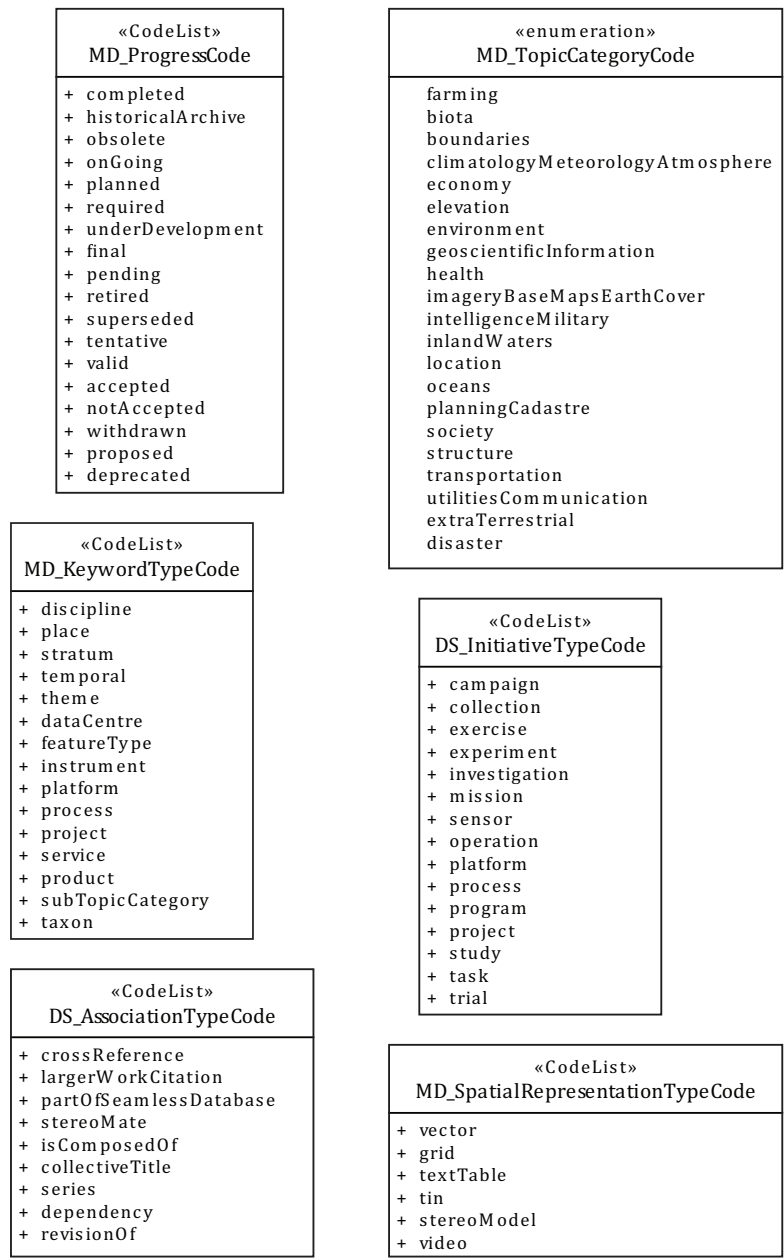 «CodeList»
MD_ProgressCode
+ completed
+ historicalArchive
+ obsolete
+ onGoing
+ planned
+ required
+ underDevelopment
+ final
+ pending
+ retired
+ superseded
+ tentative
+ valid
+ accepted
+ notAccepted
+ withdrawn
+ proposed
+ deprecated
«enumeration»
MD_TopicCategoryCode
farming
biota
boundaries
climatologyMeteorologyAtmosphere
economy
elevation
environment
geoscientificInformation
health
imageryBaseMapsEarthCover
intelligenceMilitary
inlandWaters
location
oceans
planningCadastre
society
structure
transportation
utilitiesCommunication
extraTerrestrial
disaster
«CodeList»
MD_KeywordTypeCode
+ discipline
+ place
+ stratum
+ temporal
+ theme
+ dataCentre
+ featureType
+ instrument
+ platform
+ process
+ project
+ service
+ product
+ subTopicCategory
+ taxon
«CodeList»
DS_InitiativeTypeCode
+ campaign
+ collection
+ exercise
+ experiment
+ investigation
+ mission
+ sensor
+ operation
+ platform
+ process
+ program
+ project
+ study
+ task
+ trial
«CodeList»
DS_AssociationTypeCode
+ crossReference
+ largerWorkCitation
+ partOfSeamlessDatabase
+ stereoMate
+ isComposedOf
+ collectiveTitle
+ series
+ dependency
+ revisionOf
«CodeList»
MD_SpatialRepresentationTypeCode
+ vector
+ grid
+ textTable
+ tin
+ stereoModel
+ video